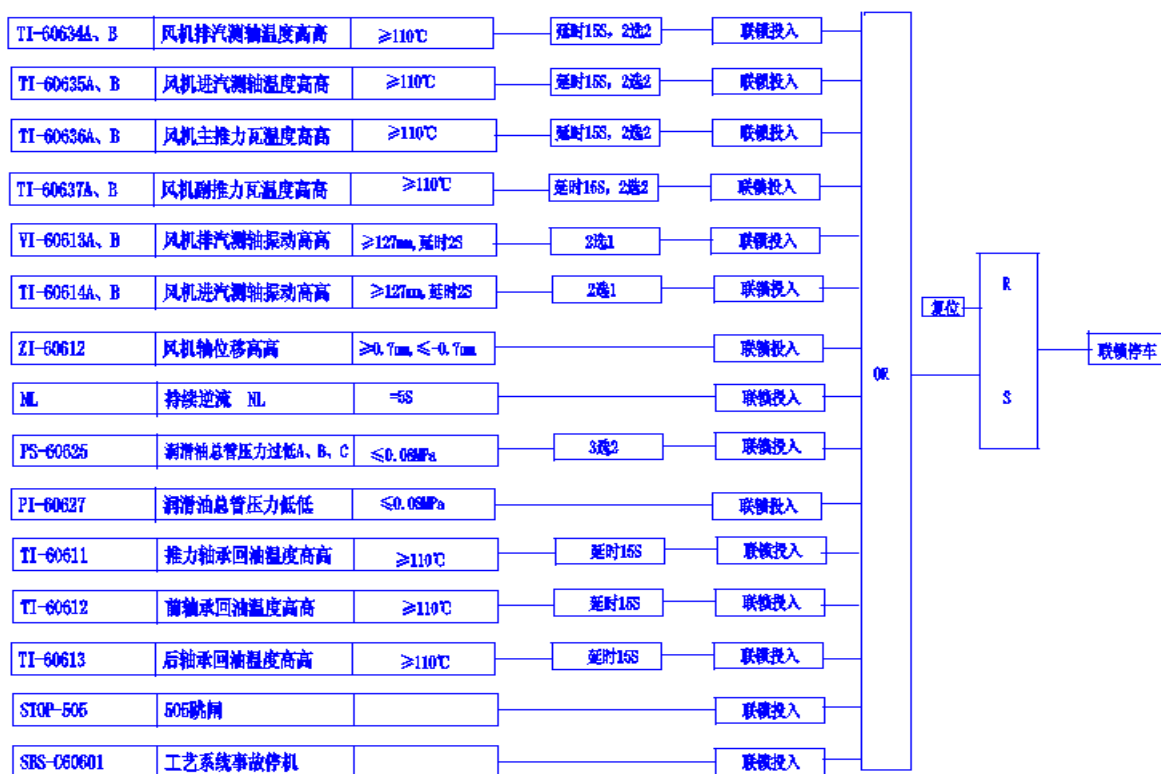 TI-60634A、B 风机排汽测轴温度高高 ≥110℃ 延时15S，2选2 联锁投入
TI-60635A、B 风机进汽测轴温度高高 ≥110℃ 延时15S，2选2 联锁投入
TI-60636A、B 风机主推力瓦温度高高 ≥110℃ 延时15S，2选2 联锁投入
TI-60637A、B 风机副推力瓦温度高高 ≥110℃ 延时15S，2选2 联锁投入
VI-60613A、B 风机排汽测轴振动高高 ≥127um,延时2S 2选1 联锁投入
TI-60614A、B 风机进汽测轴振动高高 ≥127um,延时2S 2选1 联锁投入
R
复位
ZI-60612 风机轴位移高高 ≥0.7mm,≤-0.7mm 联锁投入
联锁停车
OR
NL 持续逆流 NL =5S 联锁投入
S
PS-60625 润滑油总管压力过低A、B、C ≤0.06MPa 3选2 联锁投入
PI-60627 润滑油总管压力低低 ≤0.06MPa 联锁投入
TI-60611 推力轴承回油温度高高 ≥110℃ 延时15S 联锁投入
TI-60612 前轴承回油温度高高 ≥110℃ 延时15S 联锁投入
TI-60613 后轴承回油温度高高 ≥110℃ 延时15S 联锁投入
STOP-505 505跳闸 联锁投入
SBS-060601 工艺系统事故停机 联锁投入